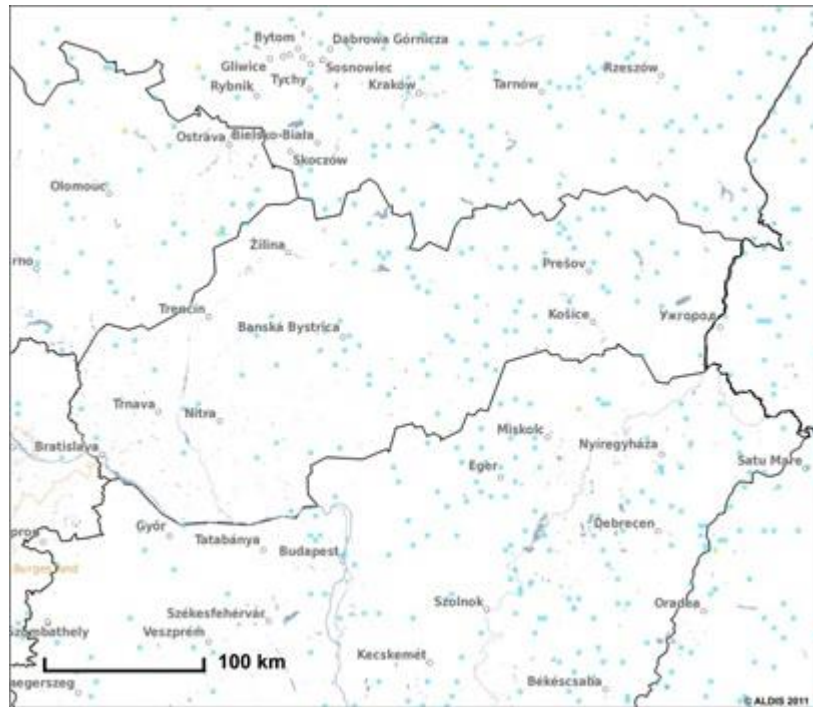 Bytom
Dąbrowa Górnicza
Gliwice
Sosnowiec
Rzeszów
Tychy
Rybnik
Kraków
Tarnów
Ostrava
Bielsko-Biała
Skoczów
Olomouc
Žilina
rno
Prešov
Trenčín
Banská Bystrica
Košice
Ужгород
Trnava
Nitra
Miskolc
Bratislava
Nyíregyháza
Eger
Satu Mare
Győr
Debrecen
pron
Tatabánya
Budapest
Burgenland
Szolnok
Oradea
Székesfehérvár
Szombathely
Veszprém
Kecskemét
100 km
aegerszeg
Békéscsaba
© ALDIS 2011